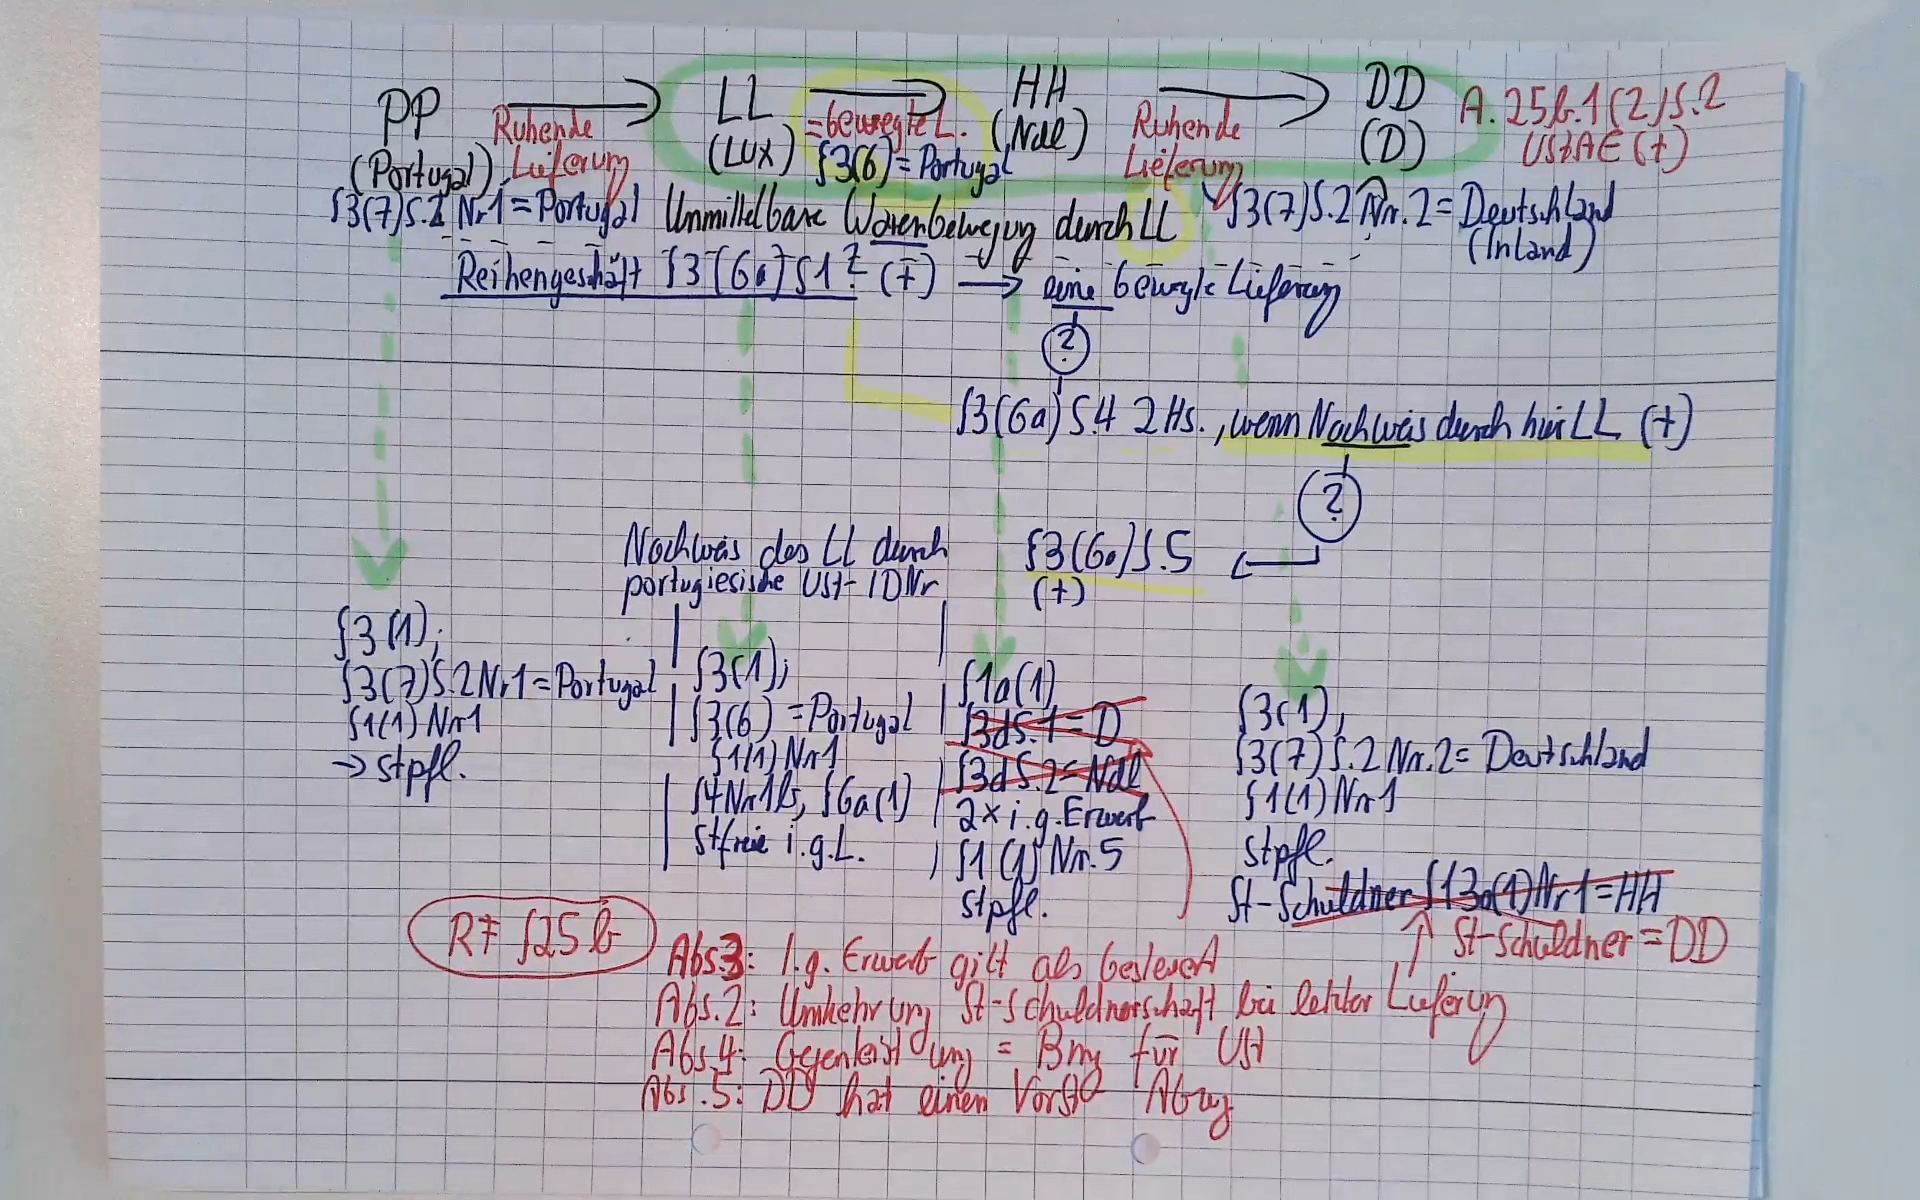 PP → LL → HH → DD A. 25b.1 (2) S.2
(Portugal) Ruhende Lieferung (LUX) = bewegte L. (Ndl) Ruhende Lieferung (D) UStAE (+)
§3(6) = Portugal
§3(7) S.2 Nr.1 = Portugal Unmittelbare Warenbewegung durch LL §3(7) S.2 Nr. 2 = Deutschland
(Inland)
Reihengeschäft §3(6a) S1? (+) → eine bewegte Lieferung
?
§3(6a) S.4 2 Hs., wenn Nachweis durch hier LL (+)
?
Nachweis des LL durch
portugiesische USt-IDNr
§3(6a) S.5
(+)
§3(1);
§3(7) S.2 Nr1 = Portugal
§1(1) Nr1
→ stpfl.
§3(1);
§3(6) = Portugal
§1(1) Nr1
§4Nr1b, §6a(1)
stfreie i.g.L.
§1a(1)
§3d S.1 = D
§3d S.2 = Ndl
2x i.g. Erwerb
§1 (1) Nr. 5
stpfl.
§3(1),
§3(7) S.2 Nr. 2 = Deutschland
§1(1) Nr1
stpfl.
St-Schuldner §13a(1) Nr1 = HH
↑ St-Schuldner = DD
RF §25b
Abs.3: I.g. Erwerb gilt als besteuert
Abs.2: Umkehrung St-Schuldnerschaft bei letzter Lieferung
Abs.4: Gegenleistung = Bmg für USt
Abs.5: DD hat einen VorSt Abzug